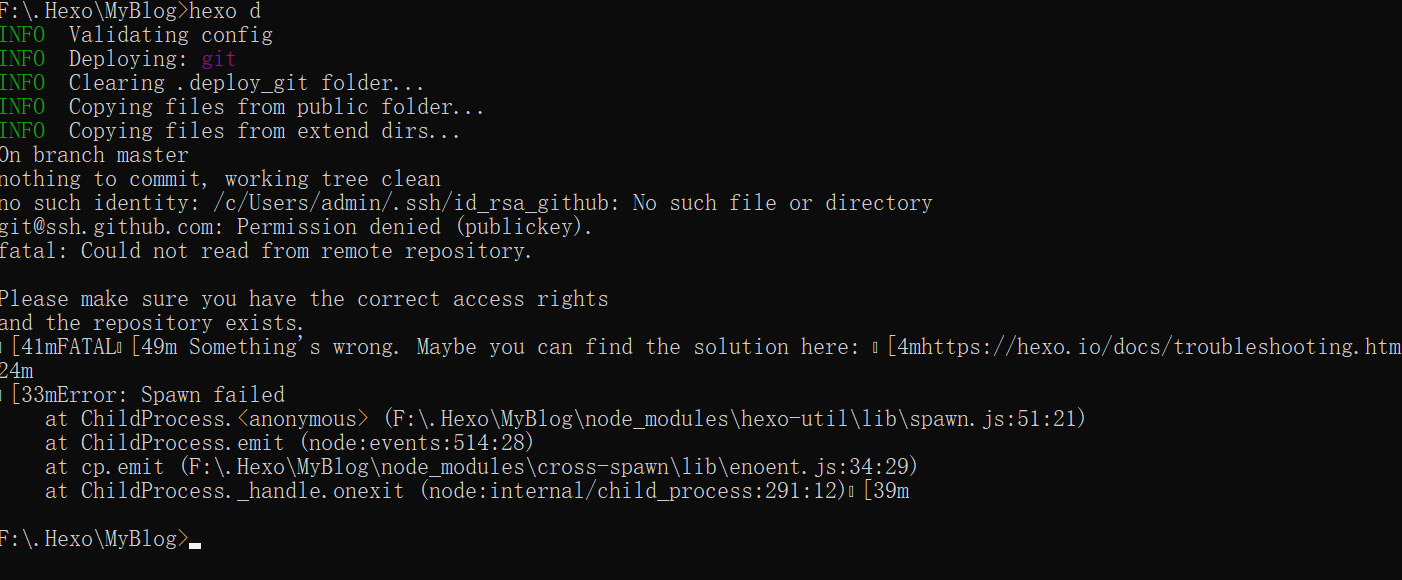 F:\.Hexo\MyBlog>hexo d
INFO  Validating config
INFO  Deploying: git
INFO  Clearing .deploy_git folder...
INFO  Copying files from public folder...
INFO  Copying files from extend dirs...
On branch master
nothing to commit, working tree clean
no such identity: /c/Users/admin/.ssh/id_rsa_github: No such file or directory
git@ssh.github.com: Permission denied (publickey).
fatal: Could not read from remote repository.

Please make sure you have the correct access rights
and the repository exists.
[41mFATAL[49m Something's wrong. Maybe you can find the solution here: [4mhttps://hexo.io/docs/troubleshooting.htm
24m
[33mError: Spawn failed
    at ChildProcess.<anonymous> (F:\.Hexo\MyBlog\node_modules\hexo-util\lib\spawn.js:51:21)
    at ChildProcess.emit (node:events:514:28)
    at cp.emit (F:\.Hexo\MyBlog\node_modules\cross-spawn\lib\enoent.js:34:29)
    at ChildProcess._handle.onexit (node:internal/child_process:291:12)[39m

F:\.Hexo\MyBlog>